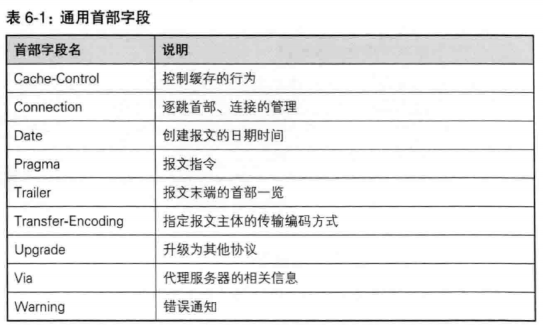 表 6-1：通用首部字段
首部字段名 说明
Cache-Control 控制缓存的行为
Connection 逐跳首部、连接的管理
Date 创建报文的日期时间
Pragma 报文指令
Trailer 报文末端的首部一览
Transfer-Encoding 指定报文主体的传输编码方式
Upgrade 升级为其他协议
Via 代理服务器的相关信息
Warning 错误通知